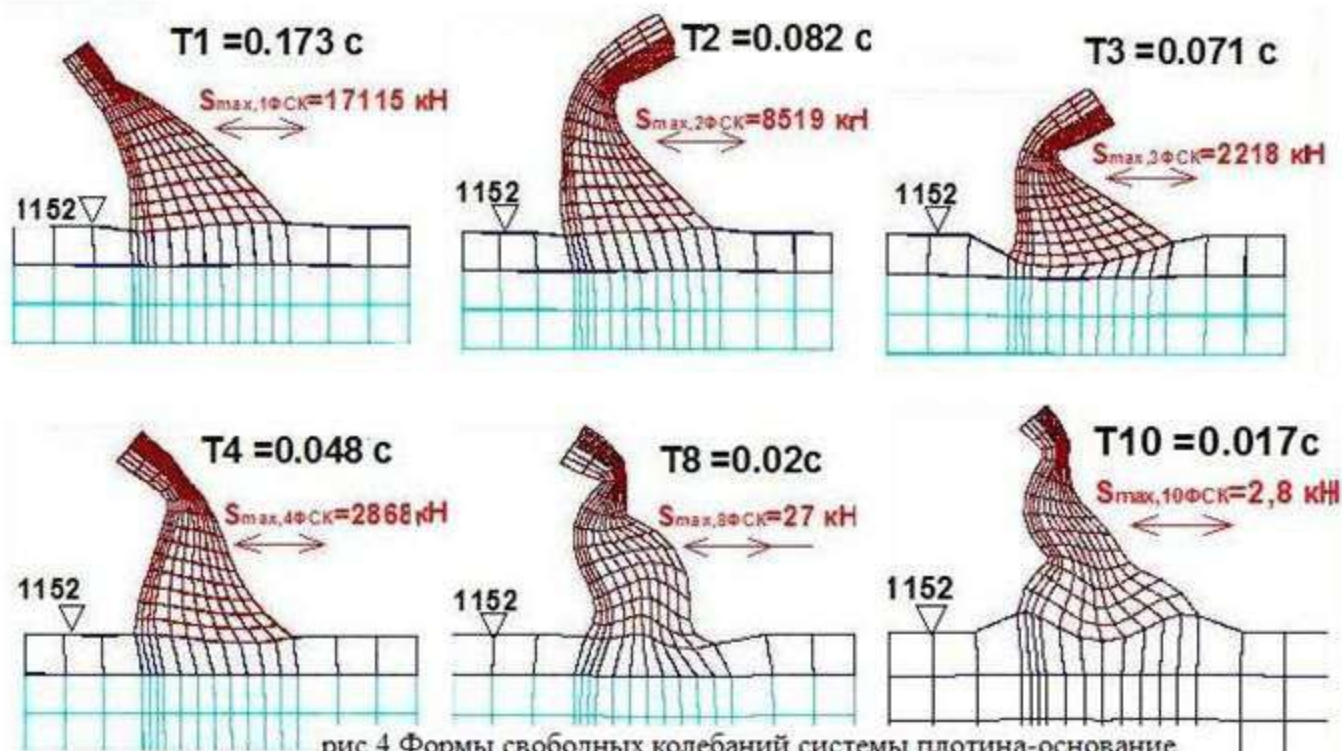 T1 =0.173 c
Smax,1ФСК=17115 кН
1152
T2 =0.082 c
Smax,2ФСК=8519 кН
1152
T3 =0.071 c
Smax,3ФСК=2218 кН
1152
T4 =0.048 c
Smax,4ФСК=2868 кН
1152
T8 =0.02c
Smax,8ФСК=27 кН
1152
T10 =0.017c
Smax,10ФСК=2,8 кН
1152
рис 4 Формы свободных колебаний системы плотина-основание